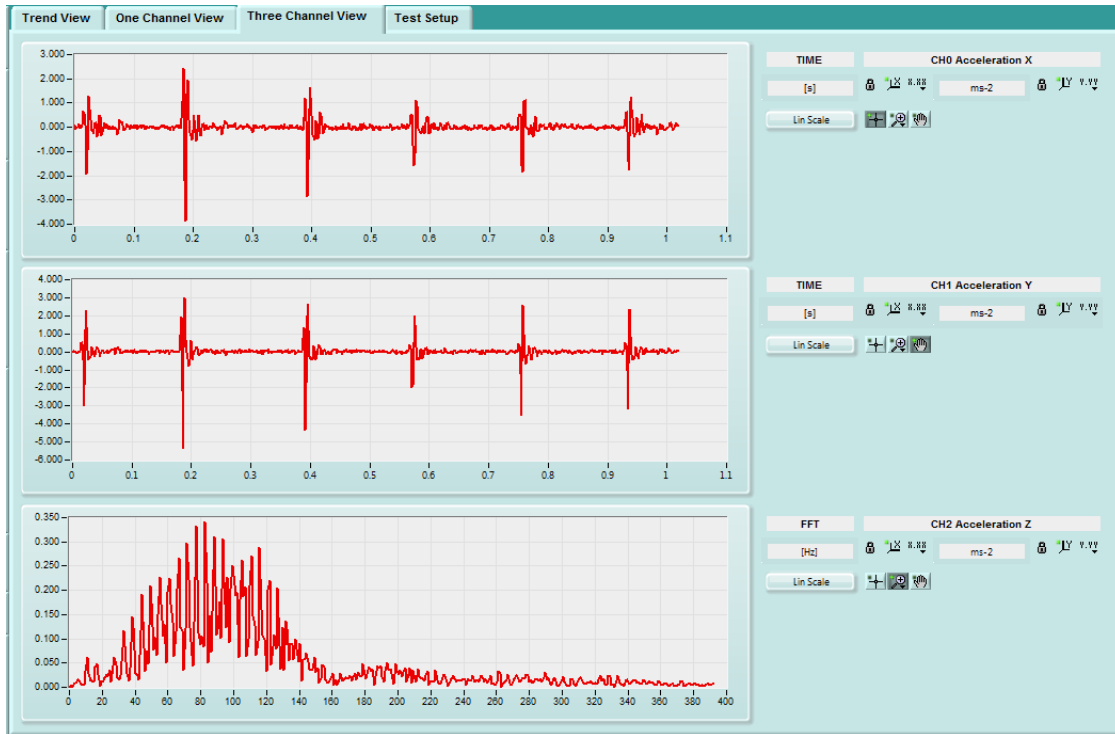 Trend View One Channel View Three Channel View Test Setup
3.000
2.000
1.000
0.000
-1.000
-2.000
-3.000
-4.000
0 0.1 0.2 0.3 0.4 0.5 0.6 0.7 0.8 0.9 1 1.1
TIME CH0 Acceleration X
[s] X X.XX ms-2 Y Y.YY
Lin Scale
4.000
3.000
2.000
1.000
0.000
-1.000
-2.000
-3.000
-4.000
-5.000
-6.000
0 0.1 0.2 0.3 0.4 0.5 0.6 0.7 0.8 0.9 1 1.1
TIME CH1 Acceleration Y
[s] X X.XX ms-2 Y Y.YY
Lin Scale
0.350
0.300
0.250
0.200
0.150
0.100
0.050
0.000
0 20 40 60 80 100 120 140 160 180 200 220 240 260 280 300 320 340 360 380 400
FFT CH2 Acceleration Z
[Hz] X X.XX ms-2 Y Y.YY
Lin Scale